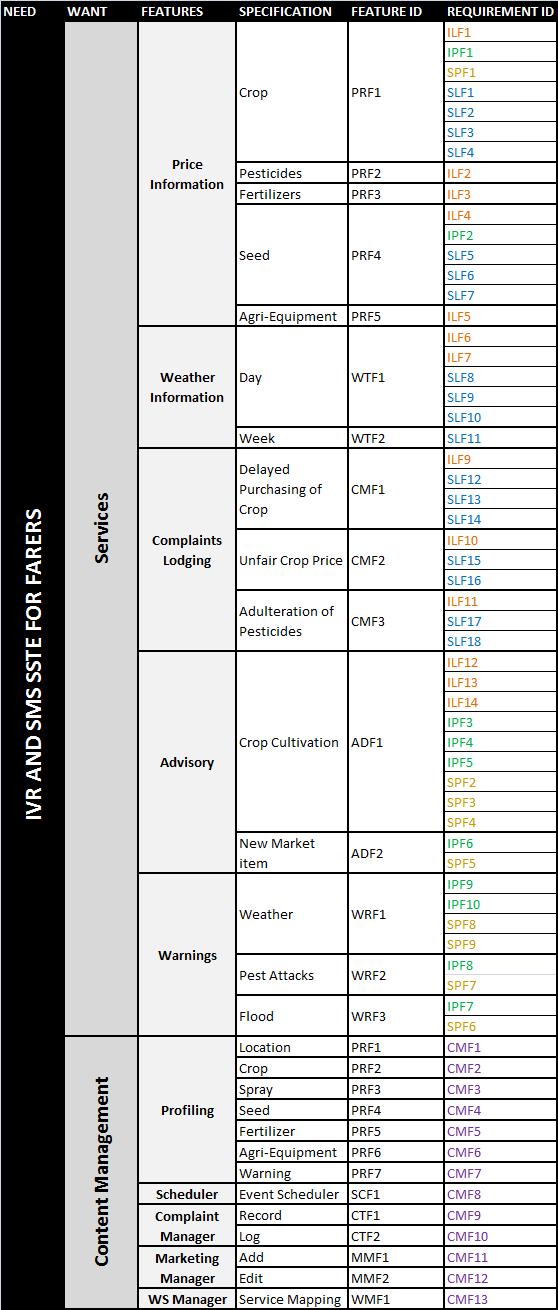 NEED WANT FEATURES SPECIFICATION FEATURE ID REQUIREMENT ID
IVR AND SMS SSTE FOR FARERS
Services
Price
Information
Crop PRF1
ILF1
IPF1
SPF1
SLF1
SLF2
SLF3
SLF4
Pesticides PRF2 ILF2
Fertilizers PRF3 ILF3
Seed PRF4
ILF4
IPF2
SLF5
SLF6
SLF7
Agri-Equipment PRF5 ILF5
Weather
Information
Day WTF1
ILF6
ILF7
SLF8
SLF9
SLF10
Week WTF2 SLF11
Complaints
Lodging
Delayed
Purchasing of
Crop
CMF1
ILF9
SLF12
SLF13
SLF14
Unfair Crop Price CMF2
ILF10
SLF15
SLF16
Adulteration of
Pesticides
CMF3
ILF11
SLF17
SLF18
Advisory
Crop Cultivation ADF1
ILF12
ILF13
ILF14
IPF3
IPF4
IPF5
SPF2
SPF3
SPF4
New Market
item
ADF2
IPF6
SPF5
Warnings
Weather WRF1
IPF9
IPF10
SPF8
SPF9
Pest Attacks WRF2
IPF8
SPF7
Flood WRF3
IPF7
SPF6
Content Management
Profiling
Location PRF1 CMF1
Crop PRF2 CMF2
Spray PRF3 CMF3
Seed PRF4 CMF4
Fertilizer PRF5 CMF5
Agri-Equipment PRF6 CMF6
Warning PRF7 CMF7
Scheduler Event Scheduler SCF1 CMF8
Complaint
Manager
Record CTF1 CMF9
Log CTF2 CMF10
Marketing
Manager
Add MMF1 CMF11
Edit MMF2 CMF12
WS Manager Service Mapping WMF1 CMF13